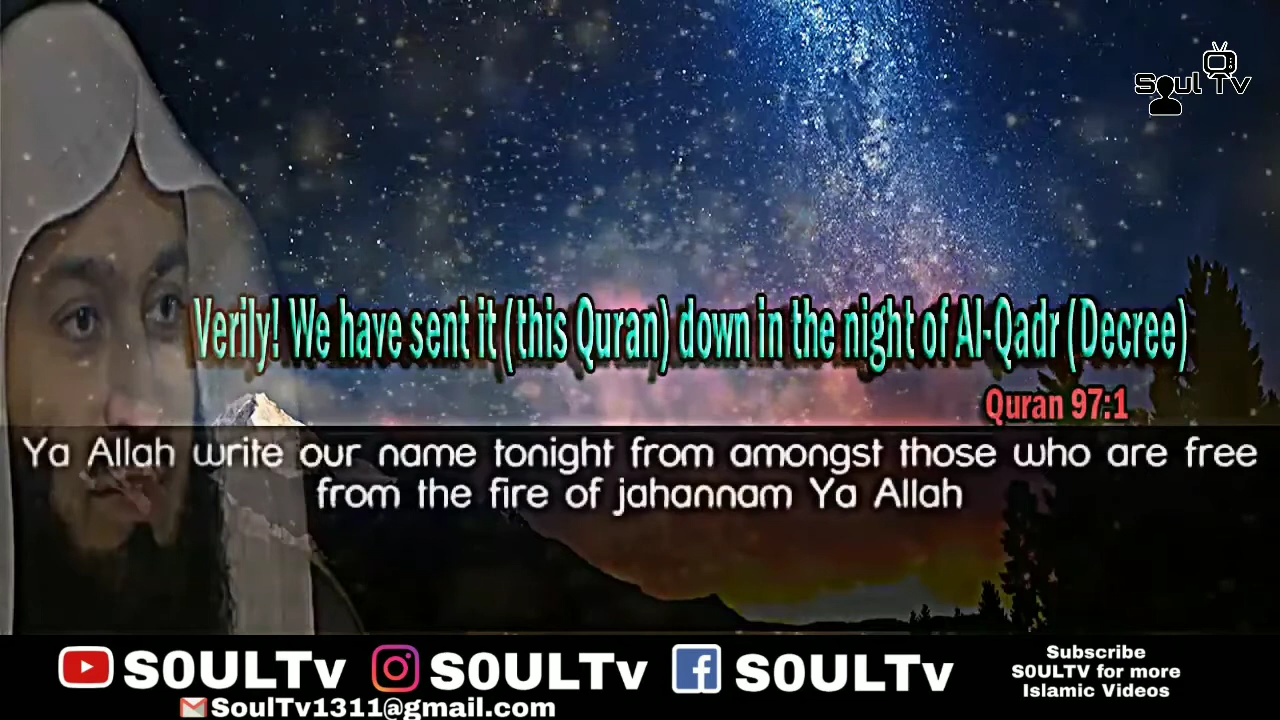 Soul Tv
Verily! We have sent it (this Quran) down in the night of Al-Qadr (Decree)
Quran 97:1
Ya Allah write our name tonight from amongst those who are free
from the fire of jahannam Ya Allah
S0ULTv S0ULTv S0ULTv
SoulTv1311@gmail.com
Subscribe
S0ULTV for more
Islamic Videos